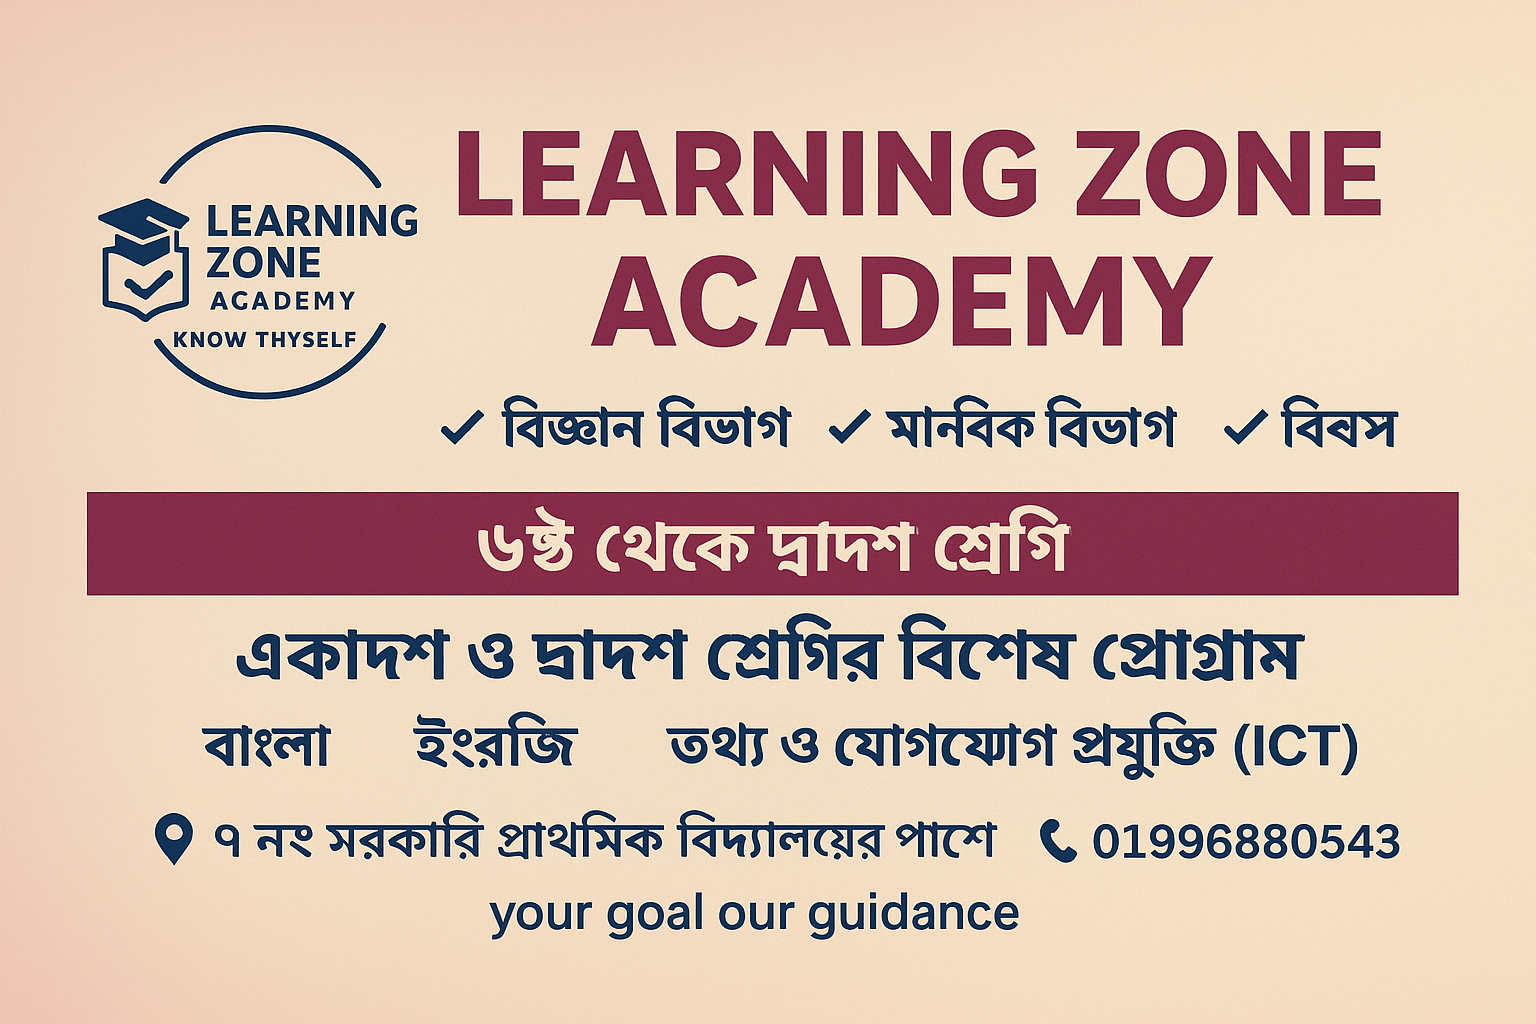 LEARNING
ZONE
ACADEMY
KNOW THYSELF
LEARNING ZONE
ACADEMY
বিজ্ঞান বিভাগ মানবিক বিভাগ
৬ষ্ট থেকে দ্বাদশ শ্রেগি
একাদশ ও দ্বাদশ শ্রেগির বিশেষ প্রোগ্রাম
বাংলা ইংরজি তথ্য ও যোগয্যোগ প্রযুক্তি (ICT)
৭ নং সরকারি প্রাথমিক বিদ্যালয়ের পাশে 01996880543
your goal our guidance